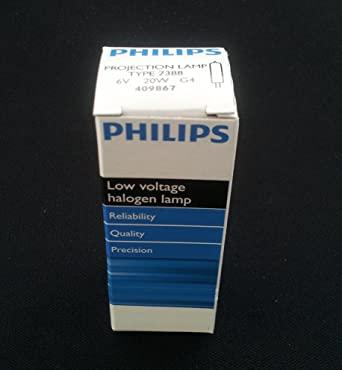 PHILIPS
PROJECTION LAMP
TYPE 7388
6V 20W G4
409867
PHILIPS
Low voltage
halogen lamp
Reliability
Quality
Precision